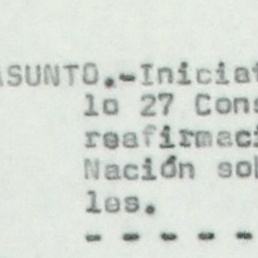 ASUNTO.-Iniciat
lo 27 Cons
reafirmaci
Nación sob
les.
- - - - -